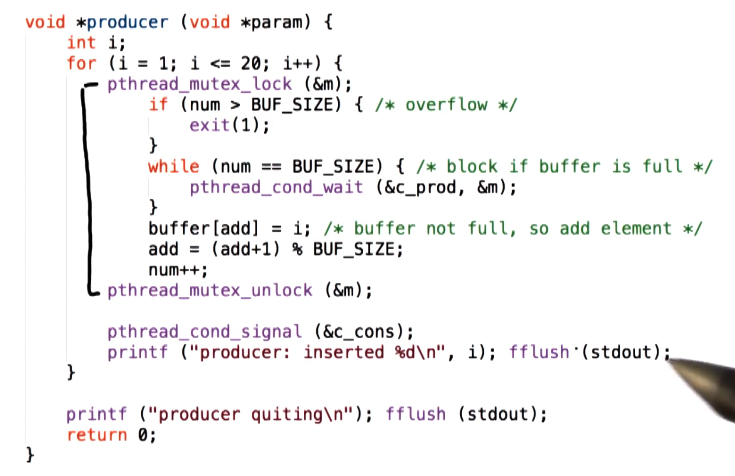 void *producer (void *param) {
    int i;
    for (i = 1; i <= 20; i++) {
        pthread_mutex_lock (&m);
            if (num > BUF_SIZE) { /* overflow */
                exit(1);
            }
            while (num == BUF_SIZE) { /* block if buffer is full */
                pthread_cond_wait (&c_prod, &m);
            }
            buffer[add] = i; /* buffer not full, so add element */
            add = (add+1) % BUF_SIZE;
            num++;
        pthread_mutex_unlock (&m);

        pthread_cond_signal (&c_cons);
        printf ("producer: inserted %d\n", i); fflush (stdout);
    }

    printf ("producer quiting\n"); fflush (stdout);
    return 0;
}